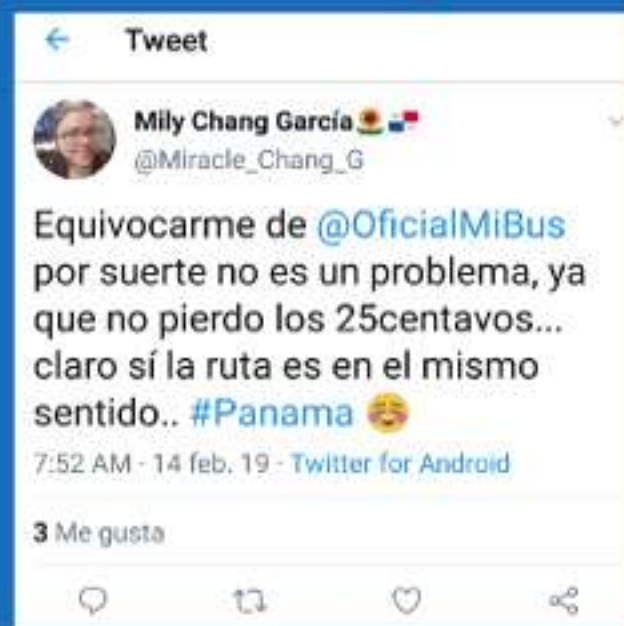 Tweet
Mily Chang García🌻🇵🇦
@Miracle_Chang_G
Equivocarme de @OficialMiBus
por suerte no es un problema, ya
que no pierdo los 25centavos...
claro sí la ruta es en el mismo
sentido.. #Panama 😩
7:52 AM · 14 feb. 19 · Twitter for Android
3 Me gusta